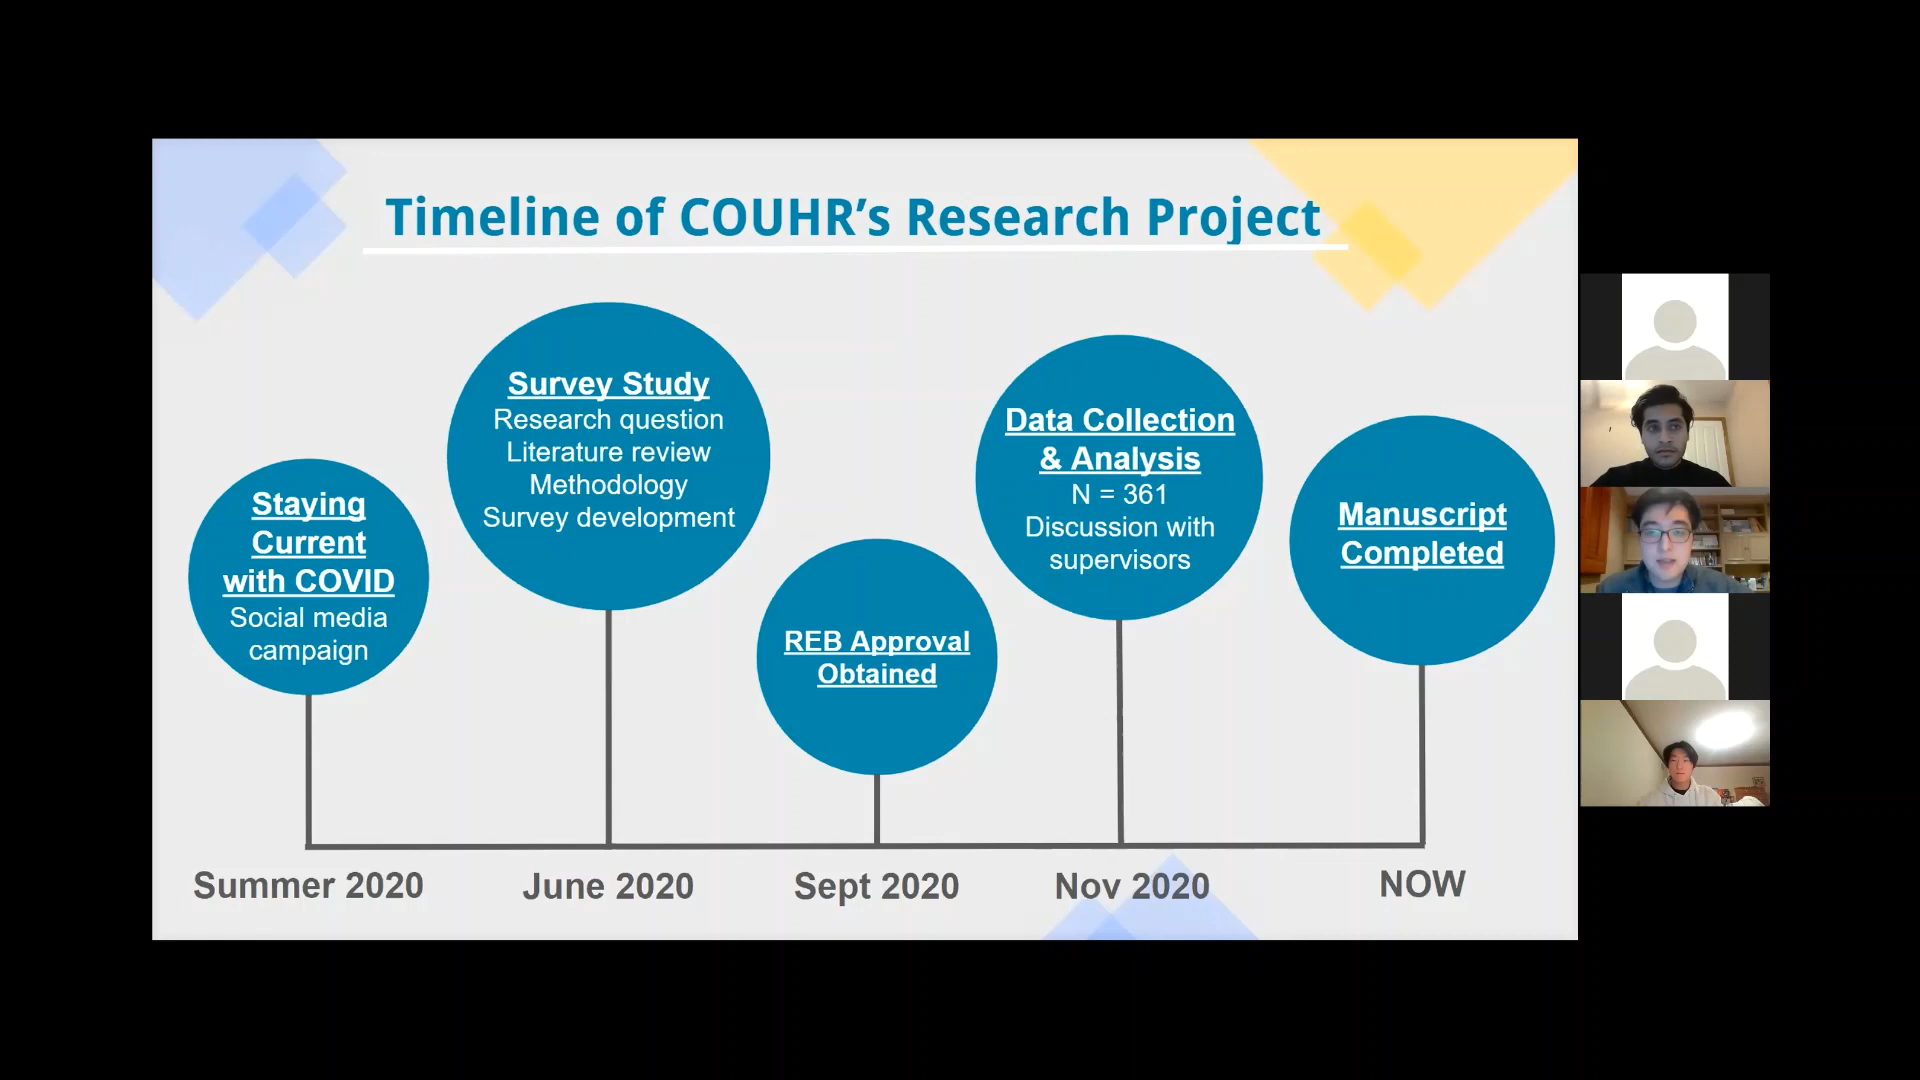 Timeline of COUHR’s Research Project
Staying
Current
with COVID
Social media
campaign
Survey Study
Research question
Literature review
Methodology
Survey development
REB Approval
Obtained
Data Collection
& Analysis
N = 361
Discussion with
supervisors
Manuscript
Completed
Summer 2020
June 2020
Sept 2020
Nov 2020
NOW